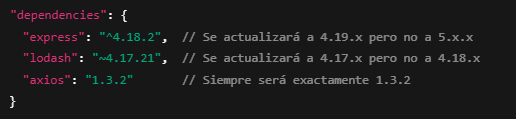 "dependencies": {
"express": "^4.18.2", // Se actualizará a 4.19.x pero no a 5.x.x
"lodash": "~4.17.21", // Se actualizará a 4.17.x pero no a 4.18.x
"axios": "1.3.2" // Siempre será exactamente 1.3.2
}